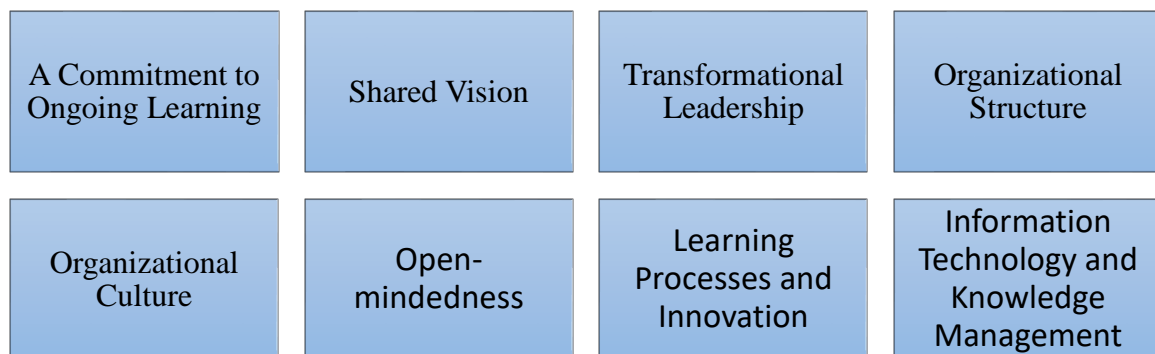 A Commitment to
Ongoing Learning
Shared Vision
Transformational
Leadership
Organizational
Structure
Organizational
Culture
Open-
mindedness
Learning
Processes and
Innovation
Information
Technology and
Knowledge
Management